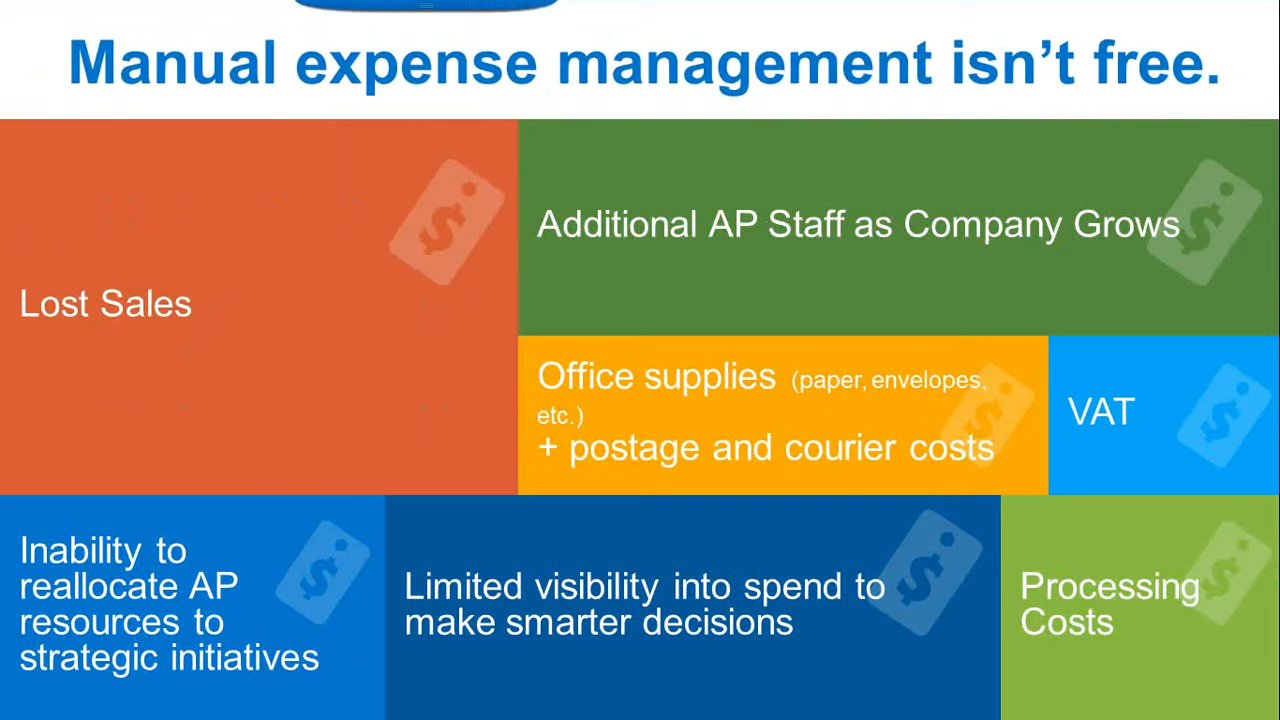 Manual expense management isn’t free.
Lost Sales
Additional AP Staff as Company Grows
Office supplies (paper, envelopes,
etc.)
+ postage and courier costs
VAT
Inability to
reallocate AP
resources to
strategic initiatives
Limited visibility into spend to
make smarter decisions
Processing
Costs